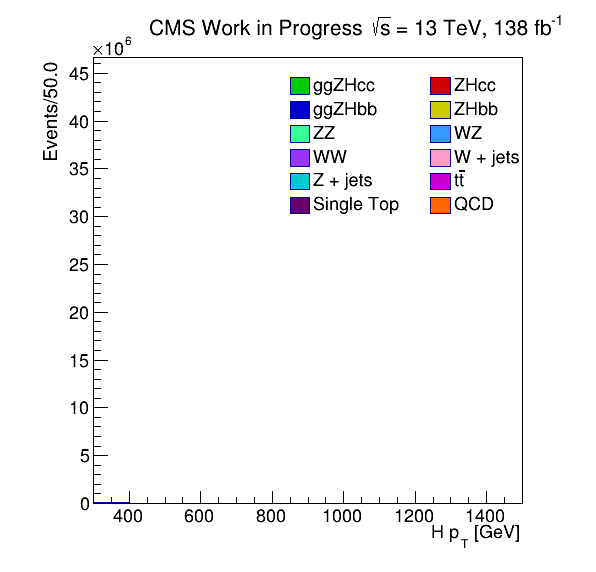 CMS Work in Progress √s = 13 TeV, 138 fb⁻¹
×10⁶
Events/50.0
45
40
35
30
25
20
15
10
5
0
ggZHcc ZHcc
ggZHbb ZHbb
ZZ WZ
WW W + jets
Z + jets tt̄
Single Top QCD
400 600 800 1000 1200 1400
H p_T [GeV]